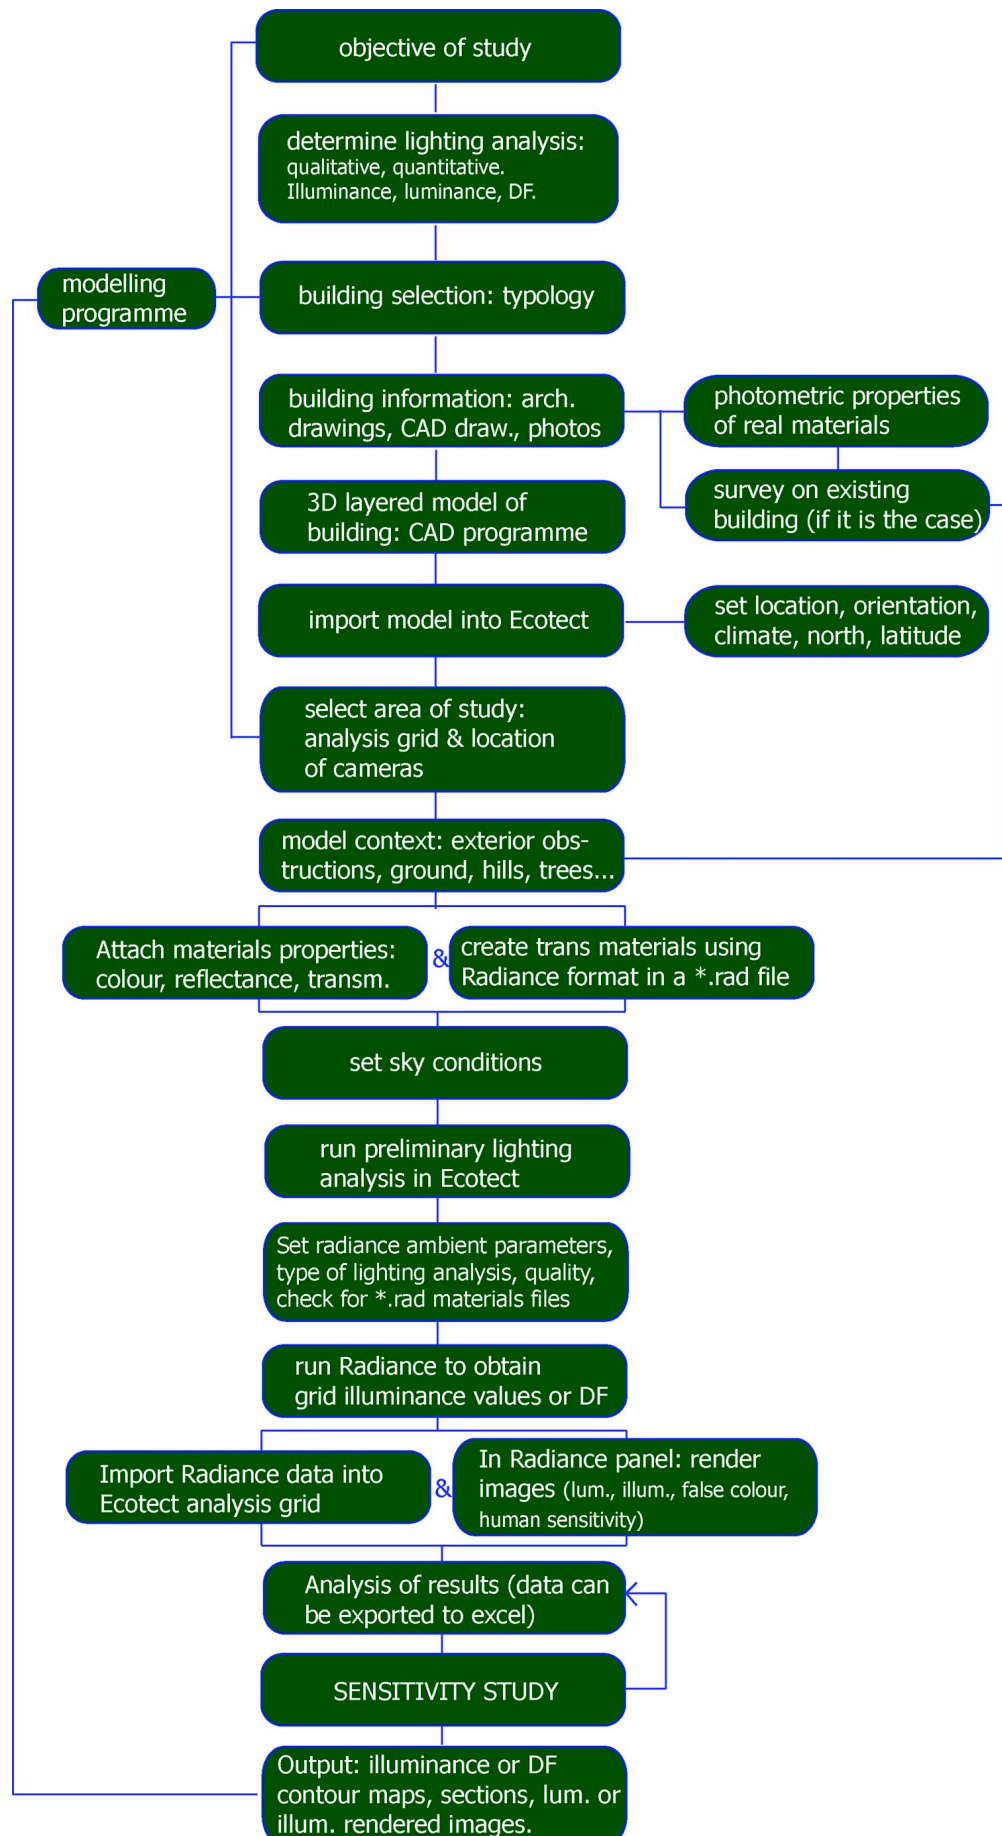 objective of study
determine lighting analysis:
qualitative, quantitative.
Illuminance, luminance, DF.
modelling
programme
building selection: typology
building information: arch.
drawings, CAD draw., photos
photometric properties
of real materials
3D layered model of
building: CAD programme
survey on existing
building (if it is the case)
import model into Ecotect
set location, orientation,
climate, north, latitude
select area of study:
analysis grid & location
of cameras
model context: exterior obs-
tructions, ground, hills, trees...
Attach materials properties:
colour, reflectance, transm.
&
create trans materials using
Radiance format in a *.rad file
set sky conditions
run preliminary lighting
analysis in Ecotect
Set radiance ambient parameters,
type of lighting analysis, quality,
check for *.rad materials files
run Radiance to obtain
grid illuminance values or DF
Import Radiance data into
Ecotect analysis grid
&
In Radiance panel: render
images (lum., illum., false colour,
human sensitivity)
Analysis of results (data can
be exported to excel)
SENSITIVITY STUDY
Output: illuminance or DF
contour maps, sections, lum. or
illum. rendered images.